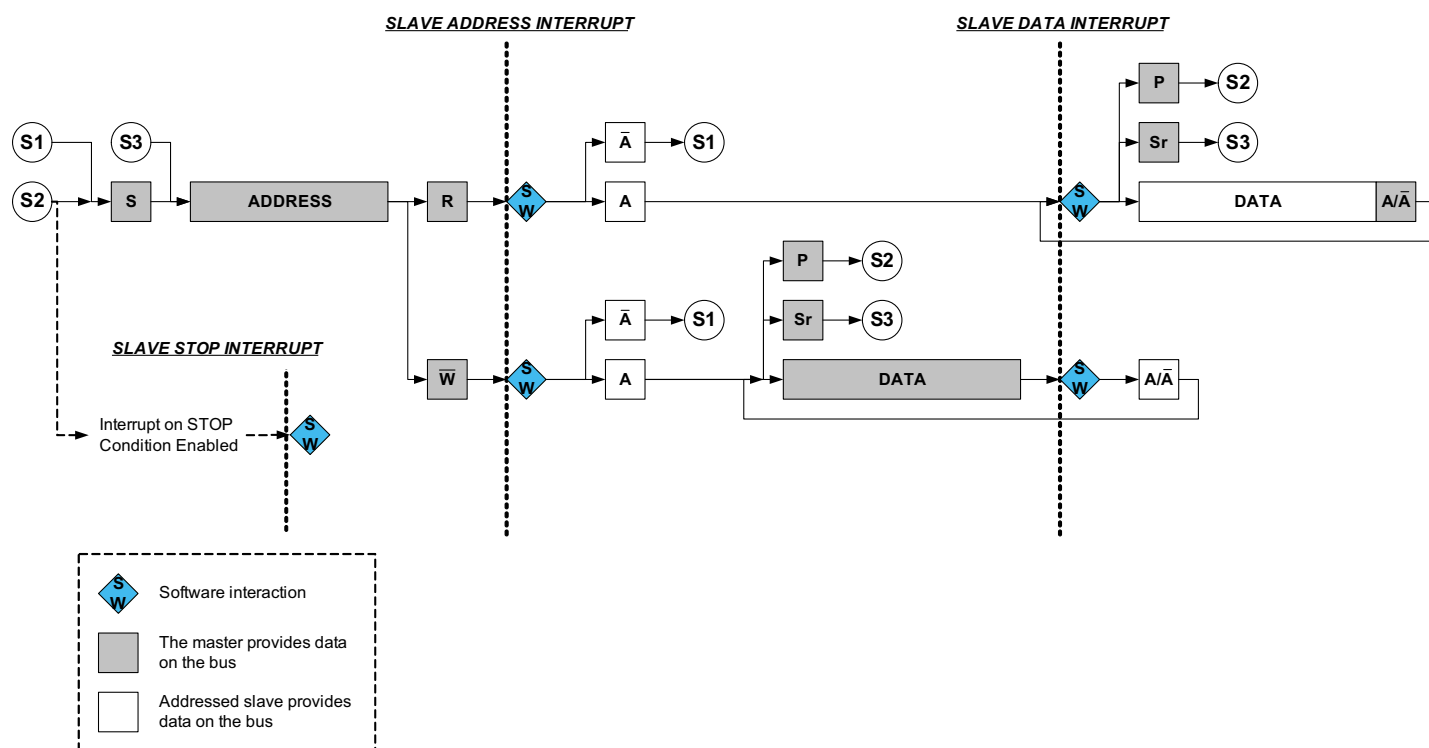 SLAVE ADDRESS INTERRUPT
SLAVE DATA INTERRUPT
P
S2
S1
S3
A̅
S1
Sr
S3
S2
S
ADDRESS
R
S
W
A
S
W
DATA
A/A̅
P
S2
A̅
S1
Sr
S3
SLAVE STOP INTERRUPT
W̅
S
W
A
DATA
S
W
A/A̅
Interrupt on STOP
Condition Enabled
S
W
S
W
Software interaction
The master provides data
on the bus
Addressed slave provides
data on the bus